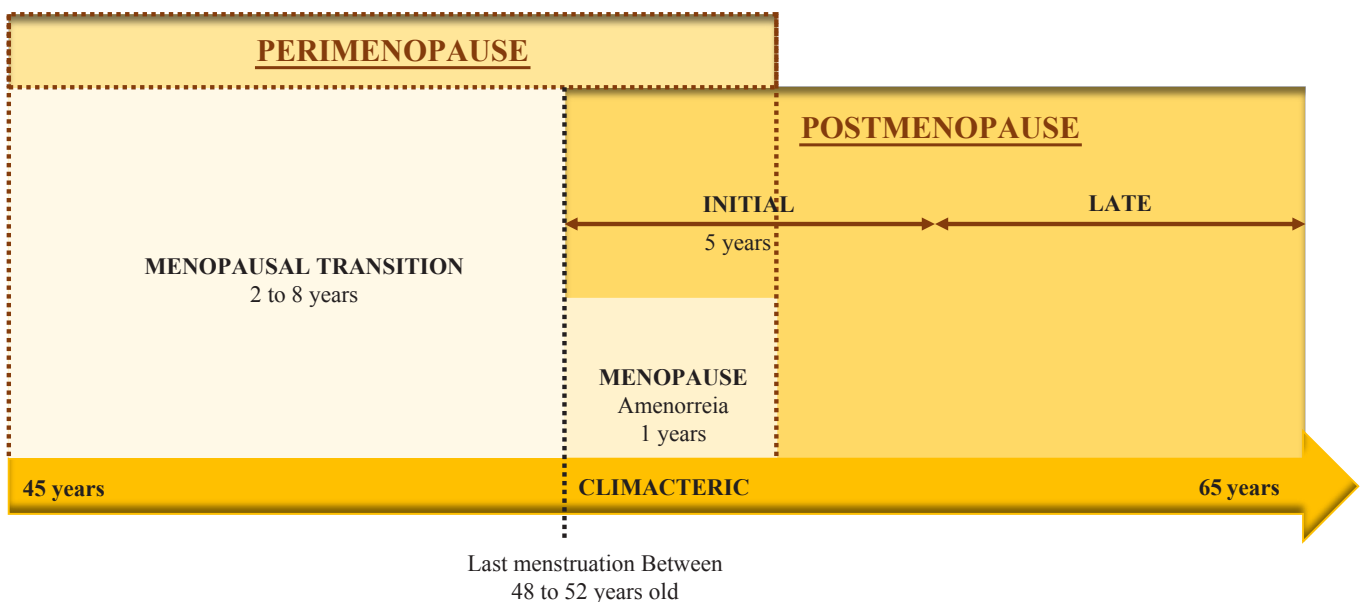 PERIMENOPAUSE
POSTMENOPAUSE
INITIAL
LATE
5 years
MENOPAUSAL TRANSITION
2 to 8 years
MENOPAUSE
Amenorreia
1 years
45 years
CLIMACTERIC
65 years
Last menstruation Between
48 to 52 years old